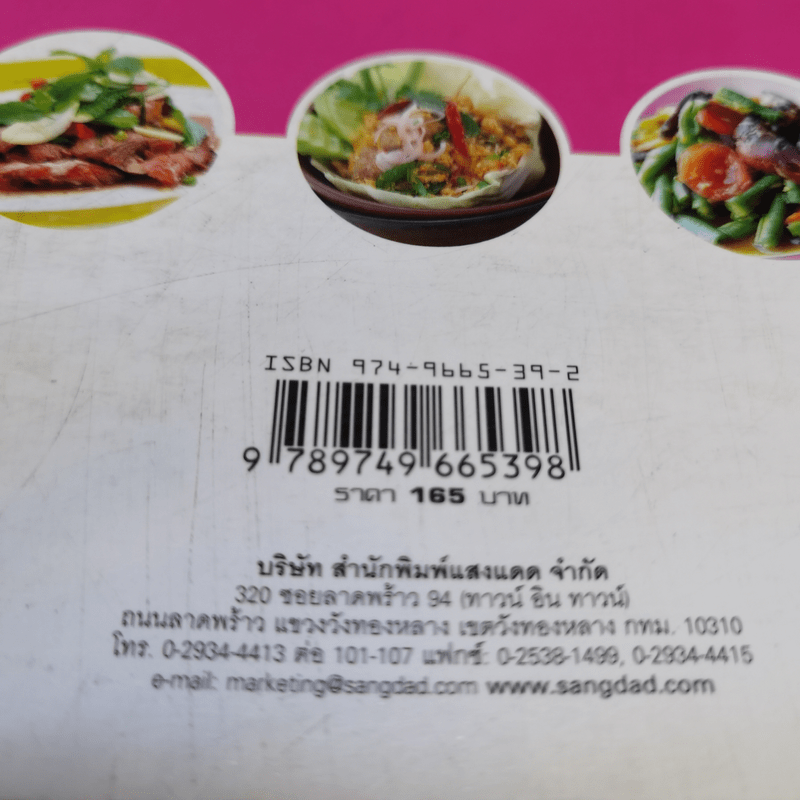 ISBN 974-9665-39-2
9 789749 665398
ราคา 165 บาท
บริษัท สำนักพิมพ์แสงแดด จำกัด
320 ซอยลาดพร้าว 94 (ทาวน์ อิน ทาวน์)
ถนนลาดพร้าว แขวงวังทองหลาง เขตวังทองหลาง กทม. 10310
โทร. 0-2934-4413 ต่อ 101-107 แฟกซ์: 0-2538-1499, 0-2934-4415
e-mail: marketing@sangdad.com www.sangdad.com